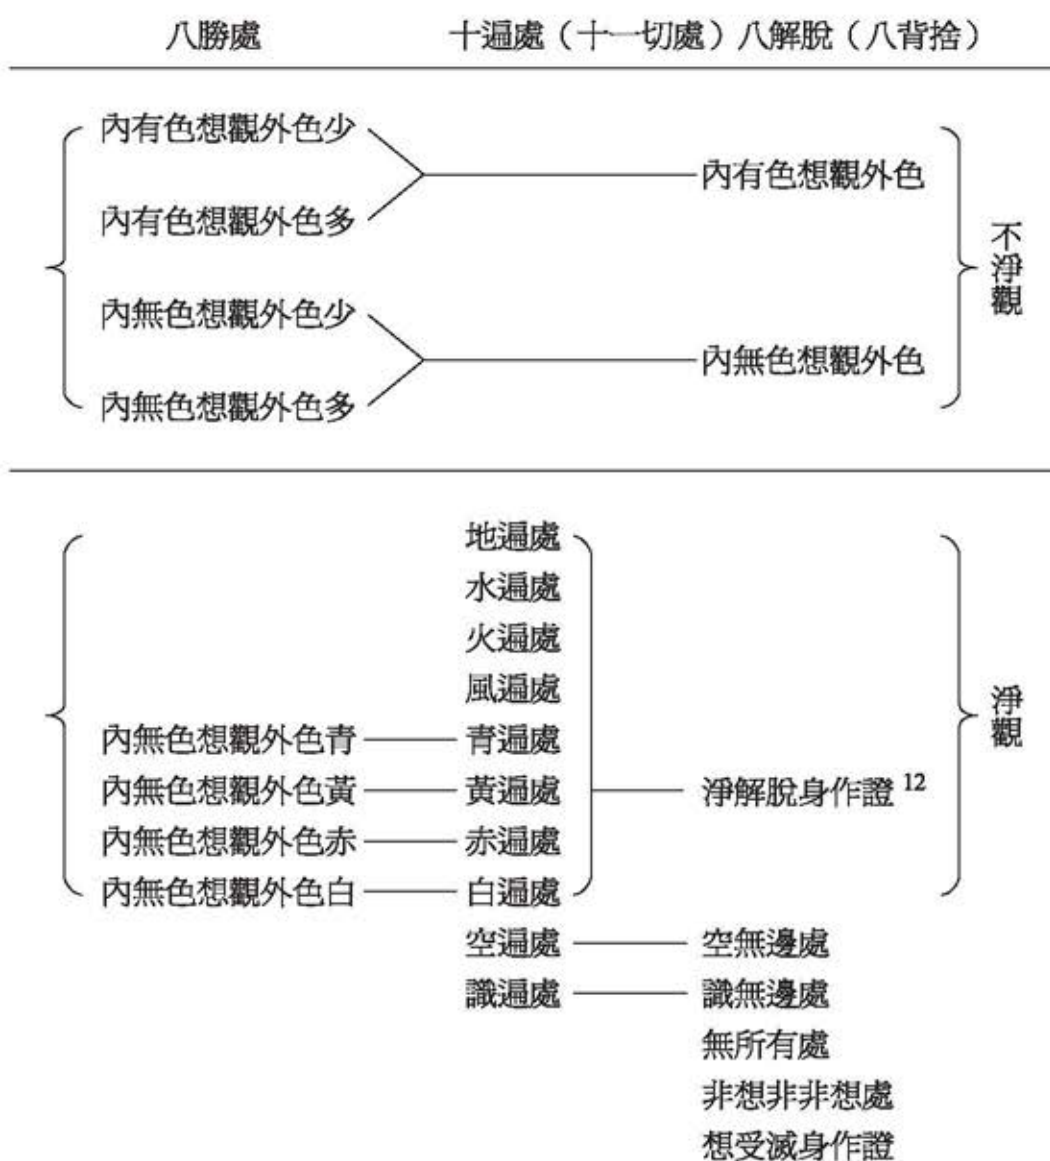 八勝處 十遍處（十一切處）八解脫（八背捨）
內有色想觀外色少
內有色想觀外色
內有色想觀外色多
不淨觀
內無色想觀外色少
內無色想觀外色
內無色想觀外色多
地遍處
水遍處
火遍處
風遍處
淨觀
內無色想觀外色青 青遍處
內無色想觀外色黃 黃遍處 淨解脫身作證 12
內無色想觀外色赤 赤遍處
內無色想觀外色白 白遍處
空遍處 空無邊處
識遍處 識無邊處
無所有處
非想非非想處
想受滅身作證